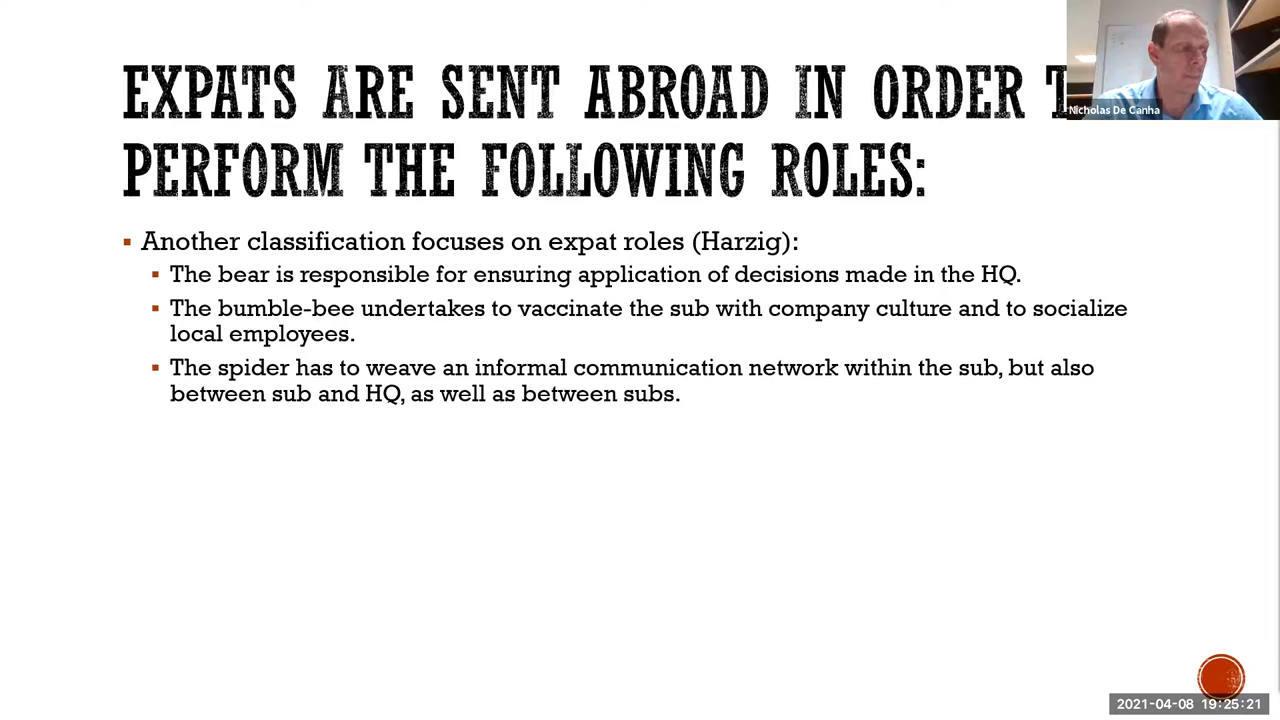 EXPATS ARE SENT ABROAD IN ORDER T
PERFORM THE FOLLOWING ROLES:
Nicholas De Canha
▪ Another classification focuses on expat roles (Harzig):
▪ The bear is responsible for ensuring application of decisions made in the HQ.
▪ The bumble-bee undertakes to vaccinate the sub with company culture and to socialize
local employees.
▪ The spider has to weave an informal communication network within the sub, but also
between sub and HQ, as well as between subs.
2021-04-08 19:25:21